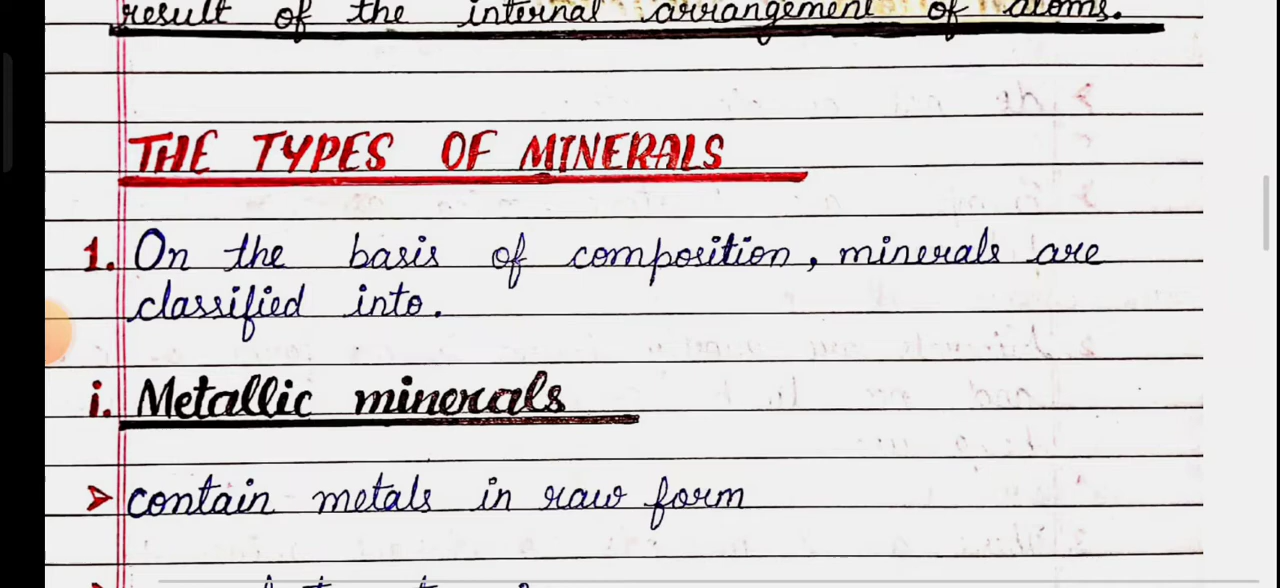 result of the internal arrangement of atoms.
THE TYPES OF MINERALS
1. On the basis of composition, minerals are
classified into.
i. Metallic minerals
> contain metals in raw form